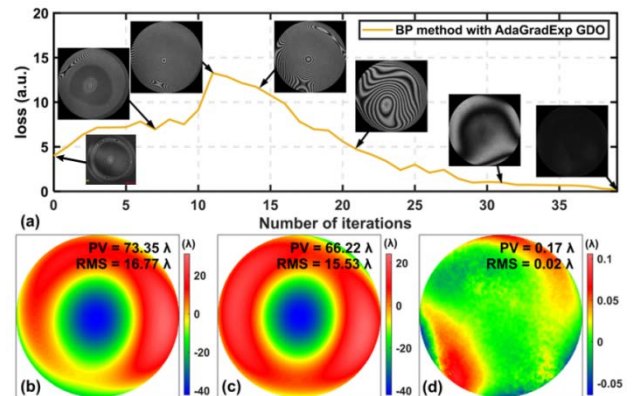 loss (a.u.)
20
15
10
5
0
BP method with AdaGradExp GDO
0 5 10 15 20 25 30 35
Number of iterations
(a)
PV = 73.35 λ
RMS = 16.77 λ
(b)
(λ)
20
0
-20
-40
PV = 66.22 λ
RMS = 15.53 λ
(c)
(λ)
20
0
-20
-40
PV = 0.17 λ
RMS = 0.02 λ
(d)
(λ)
0.1
0.05
0
-0.05